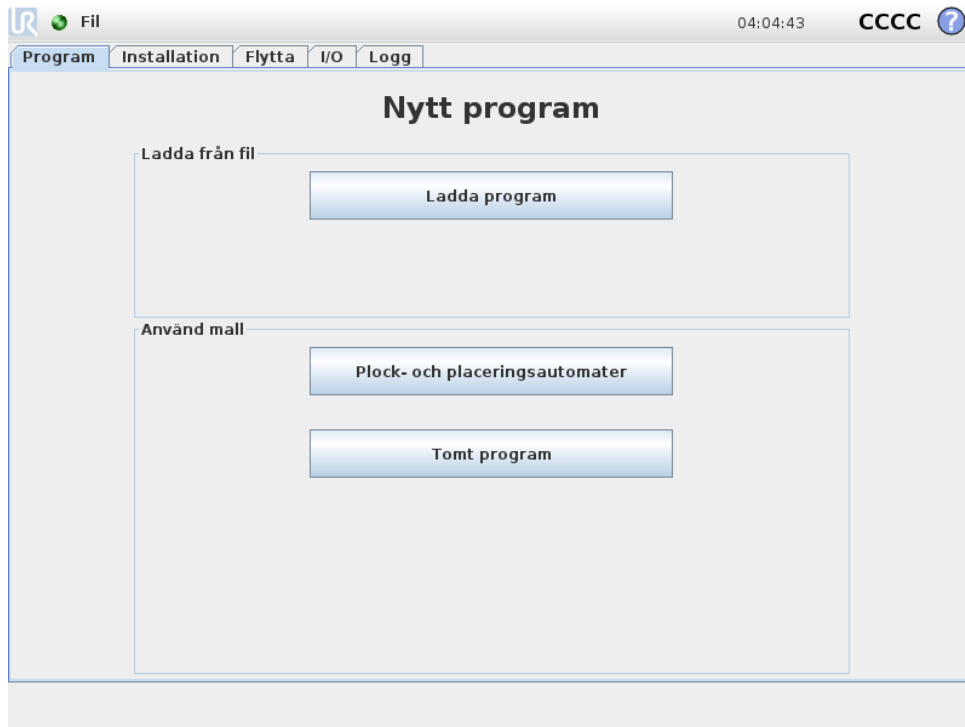 UR Fil 04:04:43 CCCC ?
Program Installation Flytta I/O Logg
Nytt program
Ladda från fil
Ladda program
Använd mall
Plock- och placeringsautomater
Tomt program